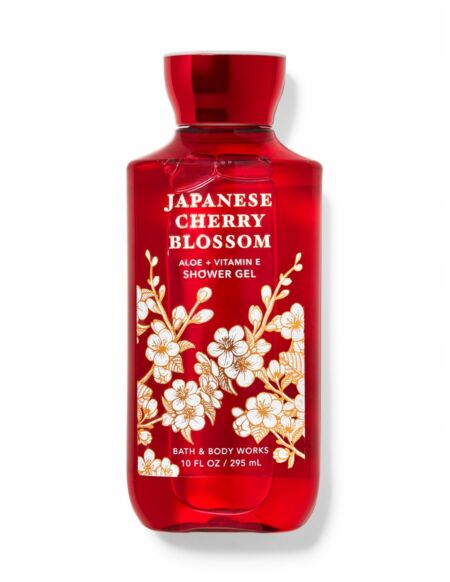 JAPANESE
CHERRY
BLOSSOM
ALOE + VITAMIN E
SHOWER GEL
BATH & BODY WORKS
10 FL OZ / 295 mL